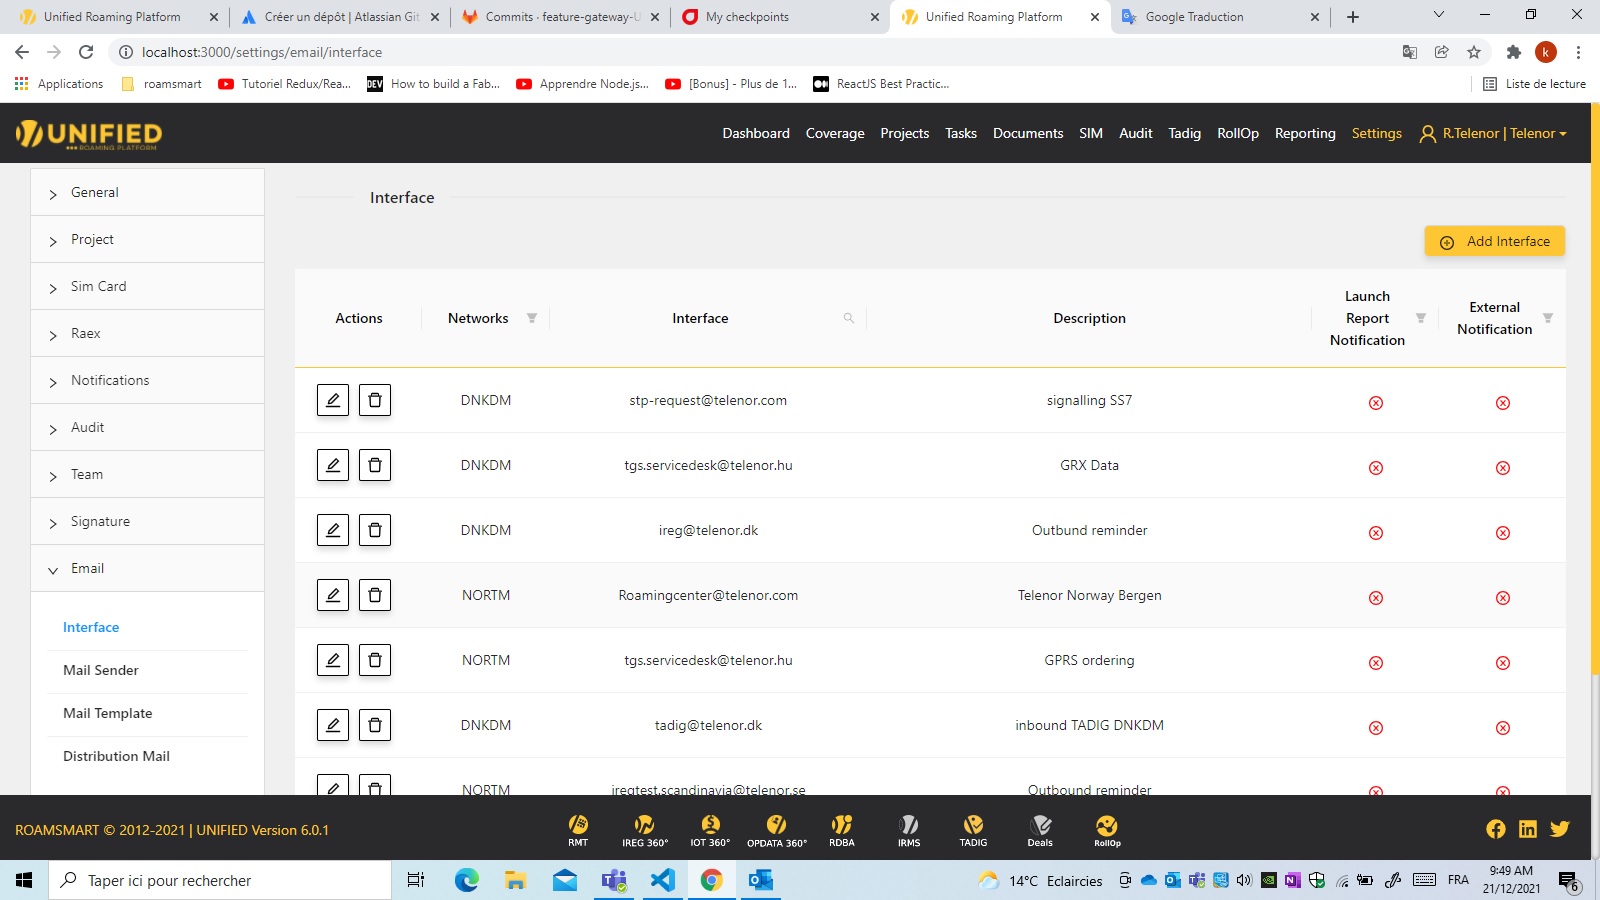 Unified Roaming Platform
Créer un dépôt | Atlassian Git
Commits · feature-gateway-U
My checkpoints
Unified Roaming Platform
Google Traduction
localhost:3000/settings/email/interface
k
Applications
roamsmart
Tutoriel Redux/Rea...
DEV How to build a Fab...
Apprendre Node.js...
[Bonus] - Plus de 1...
ReactJS Best Practic...
Liste de lecture
UNIFIED
ROAMING PLATFORM
Dashboard Coverage Projects Tasks Documents SIM Audit Tadig RollOp Reporting Settings R.Telenor | Telenor
General
Project
Sim Card
Raex
Notifications
Audit
Team
Signature
Email
Interface
Mail Sender
Mail Template
Distribution Mail
Interface
Add Interface
Actions Networks Interface Description Launch Report Notification External Notification
DNKDM stp-request@telenor.com signalling SS7
DNKDM tgs.servicedesk@telenor.hu GRX Data
DNKDM ireg@telenor.dk Outbund reminder
NORTM Roamingcenter@telenor.com Telenor Norway Bergen
NORTM tgs.servicedesk@telenor.hu GPRS ordering
DNKDM tadig@telenor.dk inbound TADIG DNKDM
NORTM iregtest.scandinavia@telenor.se Outbound reminder
ROAMSMART © 2012-2021 | UNIFIED Version 6.0.1
RMT IREG 360° IOT 360° OPDATA 360° RDBA IRMS TADIG Deals RollOp
Taper ici pour rechercher
14°C Eclaircies
FRA
9:49 AM
21/12/2021
6